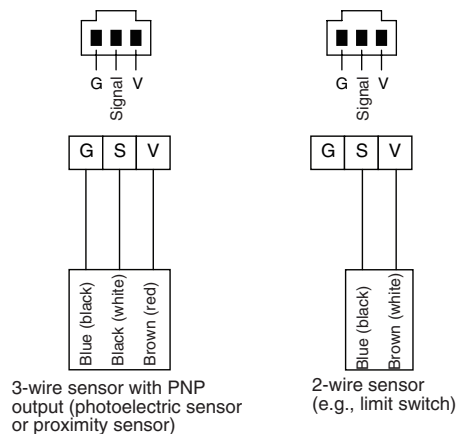 G Signal V
G S V
Blue (black)
Black (white)
Brown (red)
3-wire sensor with PNP
output (photoelectric sensor
or proximity sensor)
G Signal V
G S V
Blue (black)
Brown (white)
2-wire sensor
(e.g., limit switch)